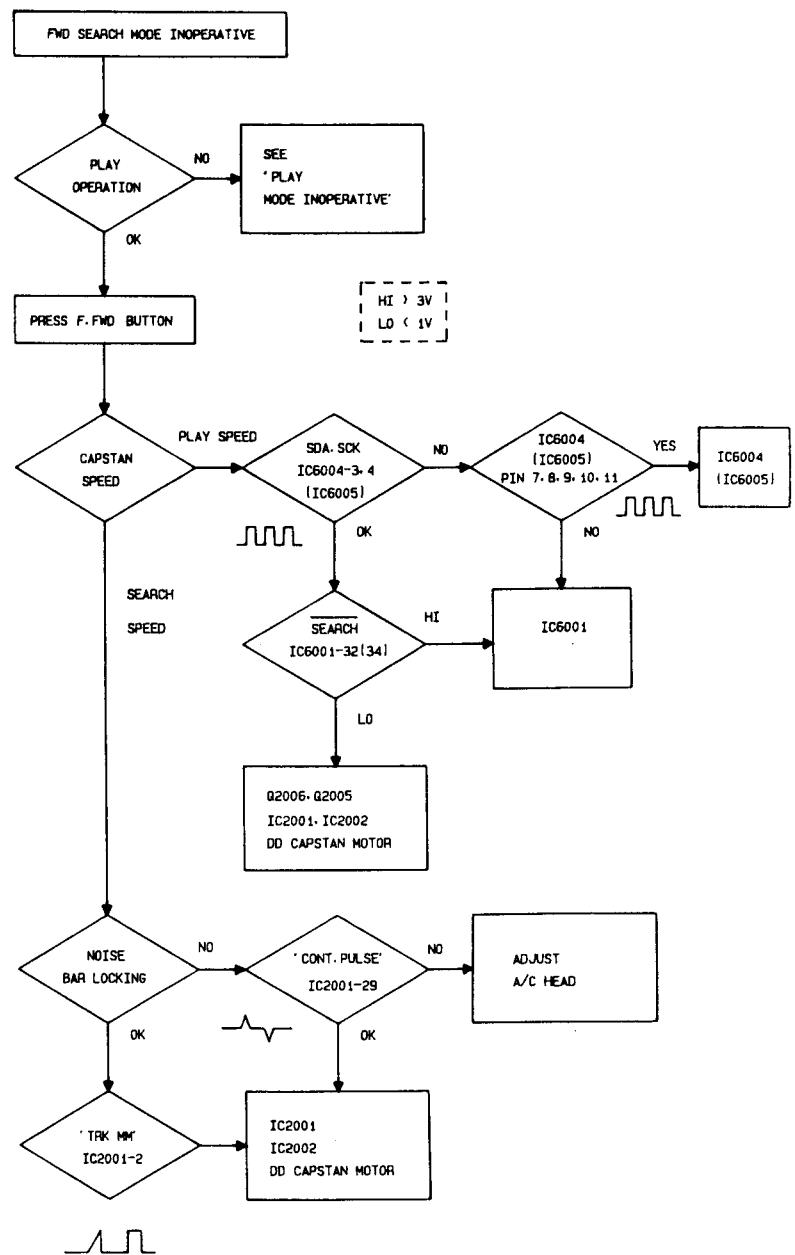 FWD SEARCH MODE INOPERATIVE
PLAY
OPERATION
NO
SEE
'PLAY
MODE INOPERATIVE'
OK
PRESS F.FWD BUTTON
HI > 3V
LO < 1V
CAPSTAN
SPEED
PLAY SPEED
SDA.SCK
IC6004-3.4
(IC6005)
NO
IC6004
(IC6005)
PIN 7.8.9.10.11
YES
IC6004
(IC6005)
OK
NO
SEARCH
SPEED
SEARCH
IC6001-32(34)
HI
IC6001
LO
Q2006.Q2005
IC2001.IC2002
DD CAPSTAN MOTOR
NOISE
BAR LOCKING
NO
'CONT.PULSE'
IC2001-29
NO
ADJUST
A/C HEAD
OK
OK
'TRK MM'
IC2001-2
IC2001
IC2002
DD CAPSTAN MOTOR